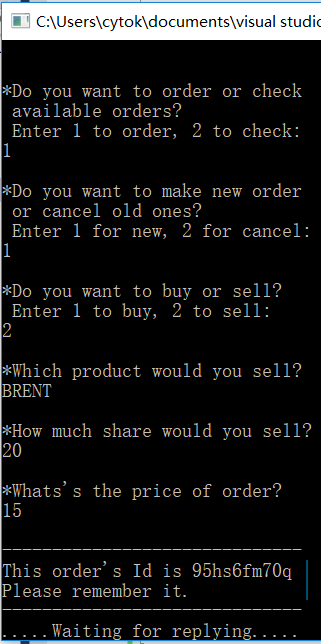 C:\Users\cytok\documents\visual studio
*Do you want to order or check
available orders?
Enter 1 to order, 2 to check:
1
*Do you want to make new order
or cancel old ones?
Enter 1 for new, 2 for cancel:
1
*Do you want to buy or sell?
Enter 1 to buy, 2 to sell:
2
*Which product would you sell?
BRENT
*How much share would you sell?
20
*Whats's the price of order?
15
------------------------------
This order's Id is 95hs6fm70q
Please remember it.
------------------------------
.....Waiting for replying....